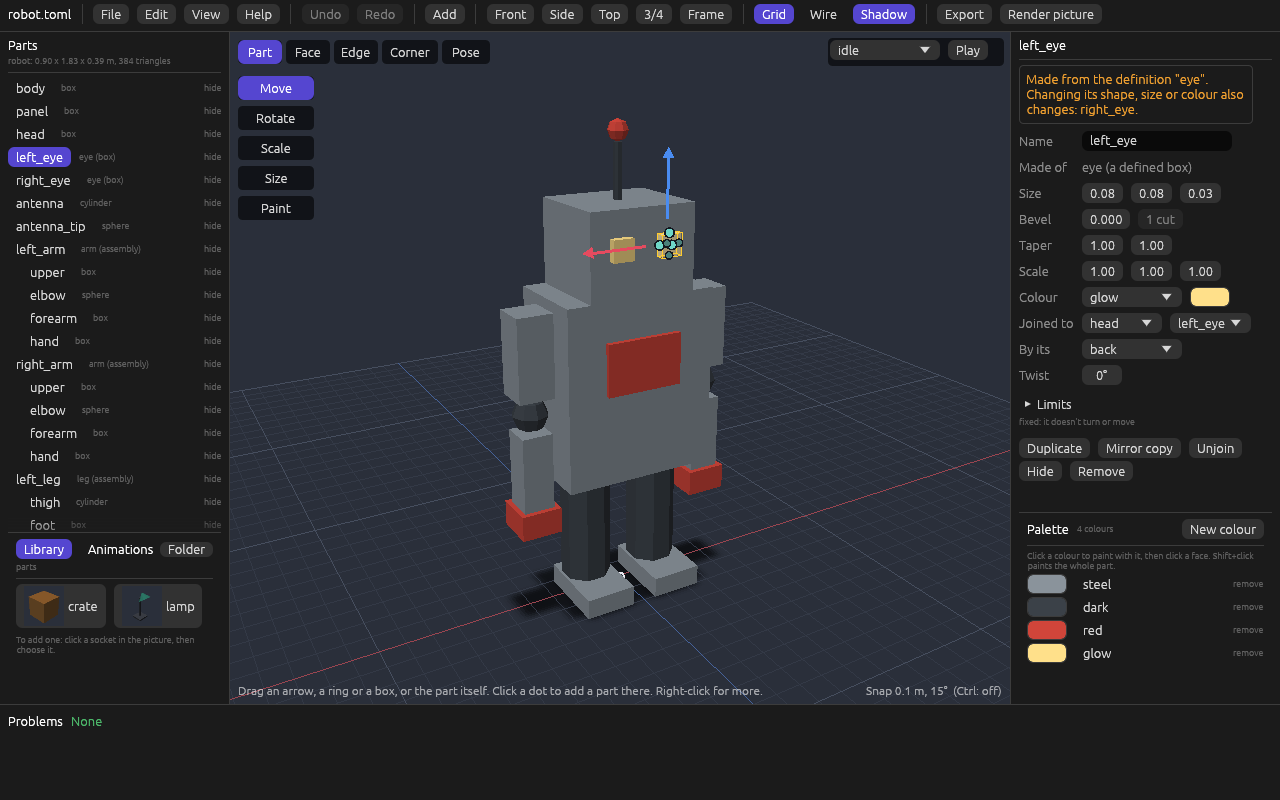 robot.toml File Edit View Help Undo Redo Add Front Side Top 3/4 Frame Grid Wire Shadow Export Render picture
Parts
robot: 0.90 x 1.83 x 0.39 m, 384 triangles
body box hide
panel box hide
head box hide
left_eye eye (box) hide
right_eye eye (box) hide
antenna cylinder hide
antenna_tip sphere hide
left_arm arm (assembly) hide
upper box hide
elbow sphere hide
forearm box hide
hand box hide
right_arm arm (assembly) hide
upper box hide
elbow sphere hide
forearm box hide
hand box hide
left_leg leg (assembly) hide
thigh cylinder hide
foot box hide
Library Animations Folder
parts
crate lamp
To add one: click a socket in the picture, then
choose it.
Part Face Edge Corner Pose
Move
Rotate
Scale
Size
Paint
idle Play
Drag an arrow, a ring or a box, or the part itself. Click a dot to add a part there. Right-click for more.
Snap 0.1 m, 15° (Ctrl: off)
left_eye
Made from the definition "eye".
Changing its shape, size or colour also
changes: right_eye.
Name left_eye
Made of eye (a defined box)
Size 0.08 0.08 0.03
Bevel 0.000 1 cut
Taper 1.00 1.00
Scale 1.00 1.00 1.00
Colour glow
Joined to head left_eye
By its back
Twist 0°
Limits
fixed: it doesn't turn or move
Duplicate Mirror copy Unjoin
Hide Remove
Palette 4 colours New colour
Click a colour to paint with it, then click a face. Shift+click
paints the whole part.
steel remove
dark remove
red remove
glow remove
Problems None